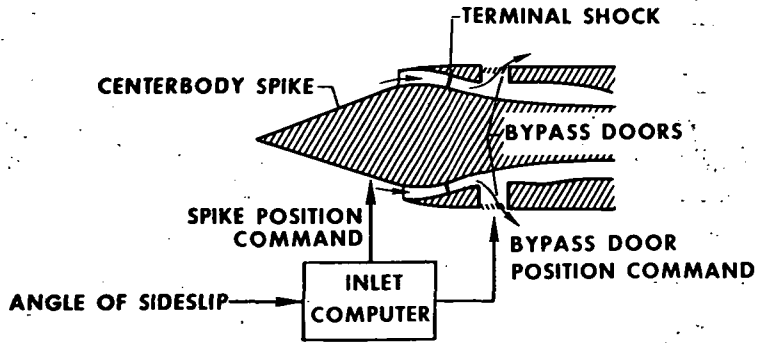 TERMINAL SHOCK
CENTERBODY SPIKE
BYPASS DOORS
SPIKE POSITION
COMMAND
BYPASS DOOR
POSITION COMMAND
ANGLE OF SIDESLIP
INLET
COMPUTER